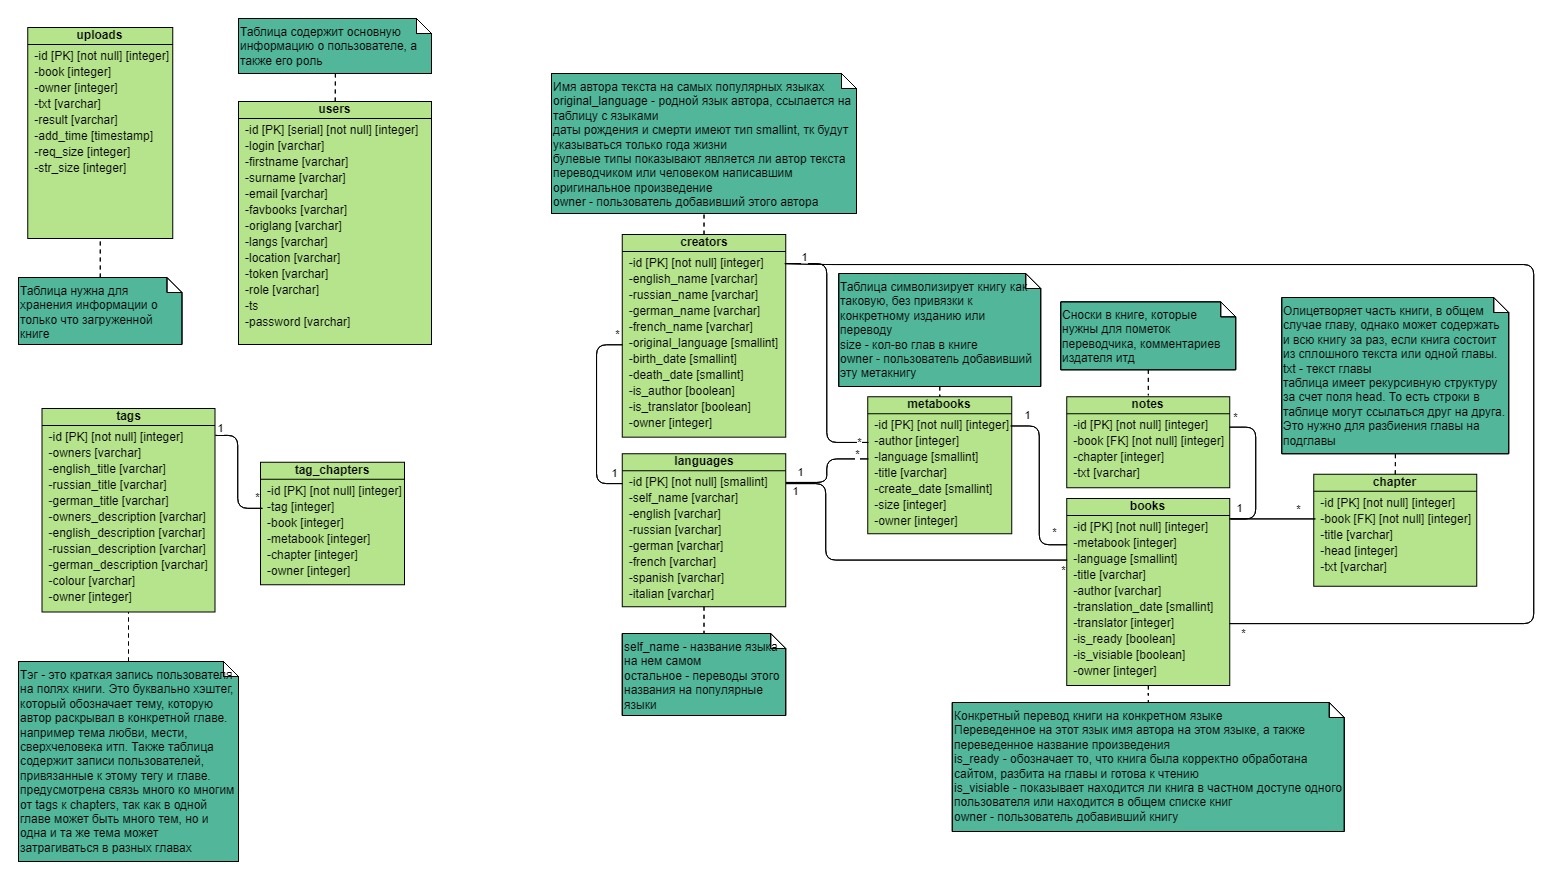 uploads
-id [PK] [not null] [integer]
-book [integer]
-owner [integer]
-txt [varchar]
-result [varchar]
-add_time [timestamp]
-req_size [integer]
-str_size [integer]
Таблица нужна для
хранения информации о
только что загруженной
книге
Таблица содержит основную
информацию о пользователе, а
также его роль
users
-id [PK] [serial] [not null] [integer]
-login [varchar]
-firstname [varchar]
-surname [varchar]
-email [varchar]
-favbooks [varchar]
-origlang [varchar]
-langs [varchar]
-location [varchar]
-token [varchar]
-role [varchar]
-ts
-password [varchar]
tags
-id [PK] [not null] [integer]
-owners [varchar]
-english_title [varchar]
-russian_title [varchar]
-german_title [varchar]
-owners_description [varchar]
-english_description [varchar]
-russian_description [varchar]
-german_description [varchar]
-colour [varchar]
-owner [integer]
1
*
tag_chapters
-id [PK] [not null] [integer]
-tag [integer]
-book [integer]
-metabook [integer]
-chapter [integer]
-owner [integer]
Тэг - это краткая запись пользователя
на полях книги. Это буквально хэштег,
который обозначает тему, которую
автор раскрывал в конкретной главе.
например тема любви, мести,
сверхчеловека итп. Также таблица
содержит записи пользователей,
привязанные к этому тегу и главе.
предусмотрена связь много ко многим
от tags к chapters, так как в одной
главе может быть много тем, но и
одна и та же тема может
затрагиваться в разных главах
Имя автора текста на самых популярных языках
original_language - родной язык автора, ссылается на
таблицу с языками
даты рождения и смерти имеют тип smallint, тк будут
указываться только года жизни
булевые типы показывают является ли автор текста
переводчиком или человеком написавшим
оригинальное произведение
owner - пользователь добавивший этого автора
creators
-id [PK] [not null] [integer]
-english_name [varchar]
-russian_name [varchar]
-german_name [varchar]
-french_name [varchar]
-original_language [smallint]
-birth_date [smallint]
-death_date [smallint]
-is_author [boolean]
-is_translator [boolean]
-owner [integer]
1
*
1
languages
-id [PK] [not null] [smallint]
-self_name [varchar]
-english [varchar]
-russian [varchar]
-german [varchar]
-french [varchar]
-spanish [varchar]
-italian [varchar]
1
1
self_name - название языка
на нем самом
остальное - переводы этого
названия на популярные
языки
Таблица символизирует книгу как
таковую, без привязки к
конкретному изданию или
переводу
size - кол-во глав в книге
owner - пользователь добавивший
эту метакнигу
metabooks
-id [PK] [not null] [integer]
-author [integer]
-language [smallint]
-title [varchar]
-create_date [smallint]
-size [integer]
-owner [integer]
*
*
1
*
*
Сноски в книге, которые
нужны для пометок
переводчика, комментариев
издателя итд
notes
-id [PK] [not null] [integer]
-book [FK] [not null] [integer]
-chapter [integer]
-txt [varchar]
*
1
*
books
-id [PK] [not null] [integer]
-metabook [integer]
-language [smallint]
-title [varchar]
-author [varchar]
-translation_date [smallint]
-translator [integer]
-is_ready [boolean]
-is_visiable [boolean]
-owner [integer]
*
Конкретный перевод книги на конкретном языке
Переведенное на этот язык имя автора на этом языке, а также
переведенное название произведения
is_ready - обозначает то, что книга была корректно обработана
сайтом, разбита на главы и готова к чтению
is_visiable - показывает находится ли книга в частном доступе одного
пользователя или находится в общем списке книг
owner - пользователь добавивший книгу
Олицетворяет часть книги, в общем
случае главу, однако может содержать
и всю книгу за раз, если книга состоит
из сплошного текста или одной главы.
txt - текст главы
таблица имеет рекурсивную структуру
за счет поля head. То есть строки в
таблице могут ссылаться друг на друга.
Это нужно для разбиения главы на
подглавы
chapter
-id [PK] [not null] [integer]
-book [FK] [not null] [integer]
-title [varchar]
-head [integer]
-txt [varchar]